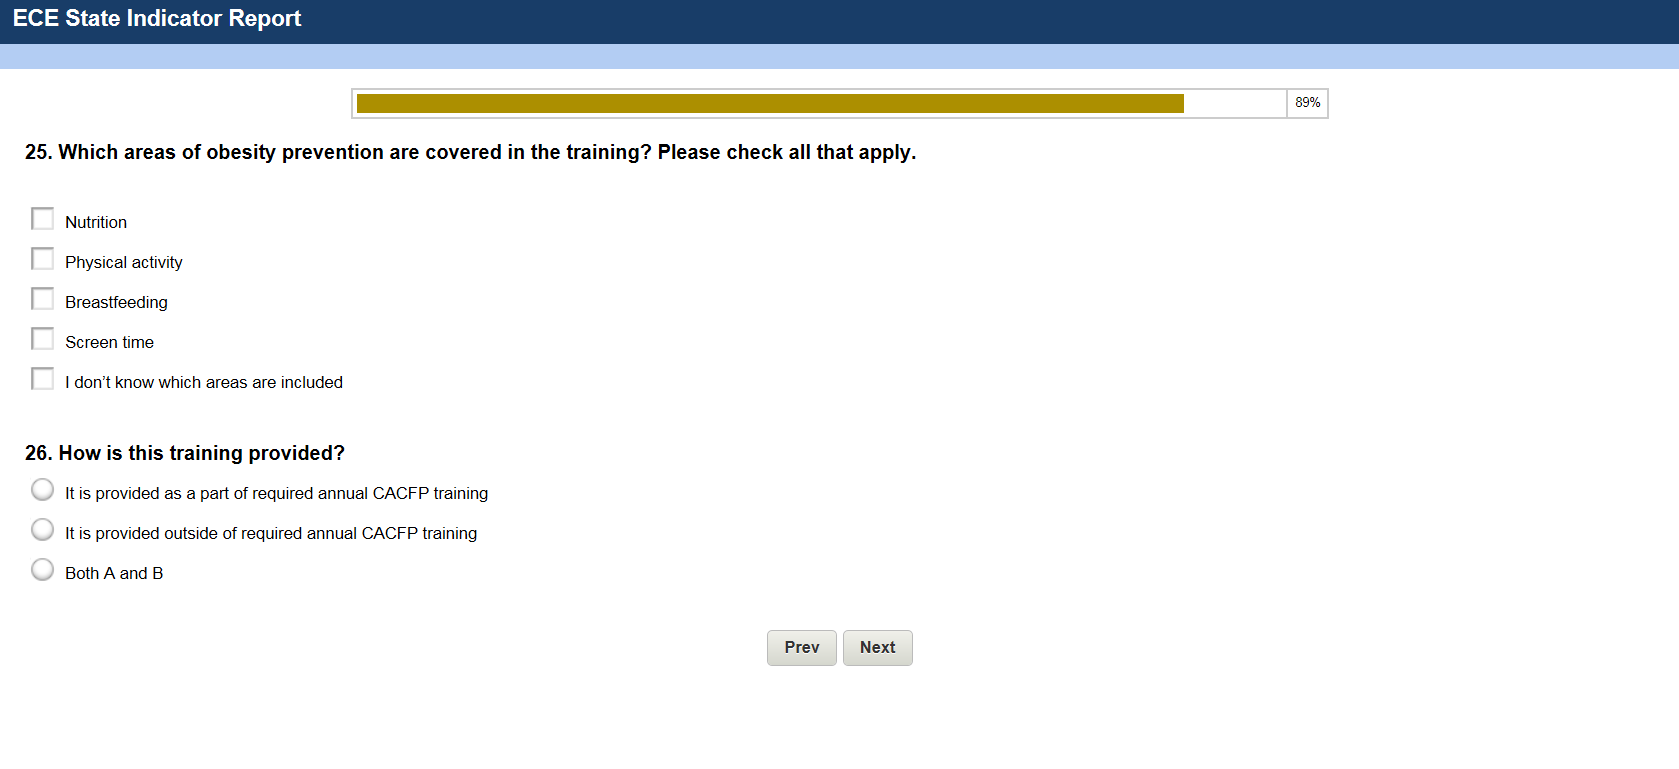 ECE State Indicator Report
89%
25. Which areas of obesity prevention are covered in the training? Please check all that apply.
Nutrition
Physical activity
Breastfeeding
Screen time
I don’t know which areas are included
26. How is this training provided?
It is provided as a part of required annual CACFP training
It is provided outside of required annual CACFP training
Both A and B
Prev Next